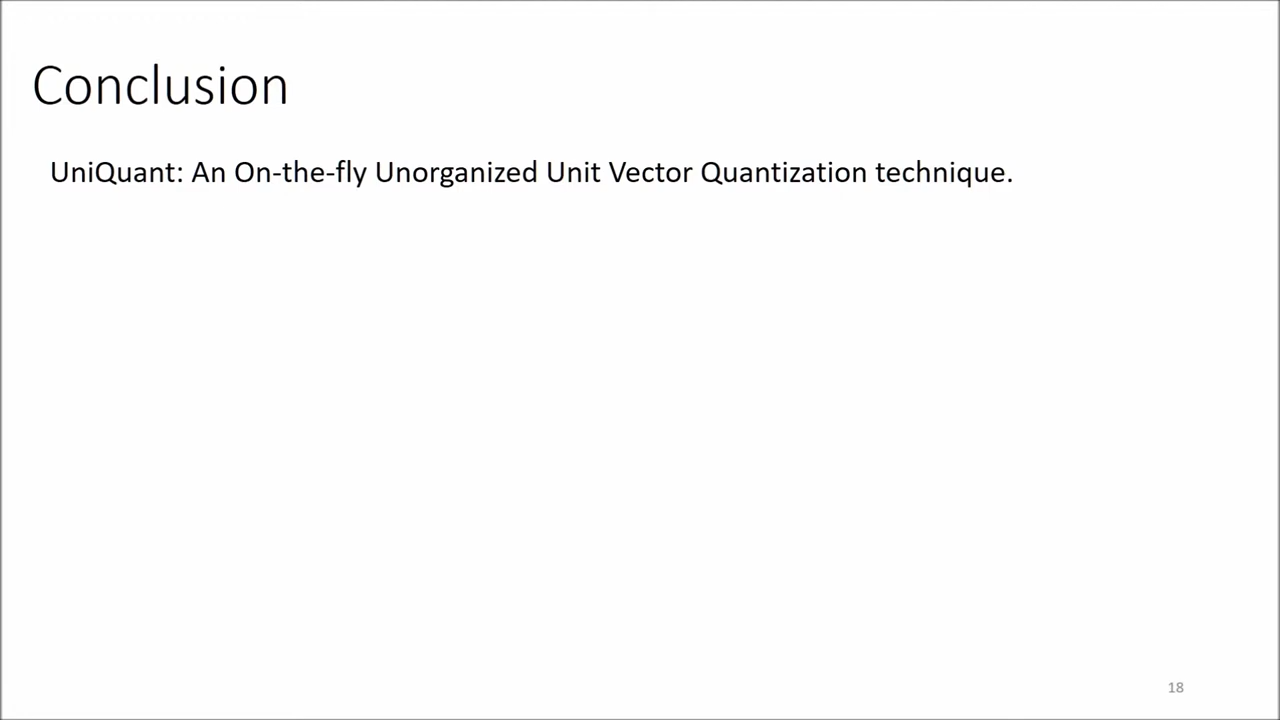 Conclusion
UniQuant: An On-the-fly Unorganized Unit Vector Quantization technique.
18